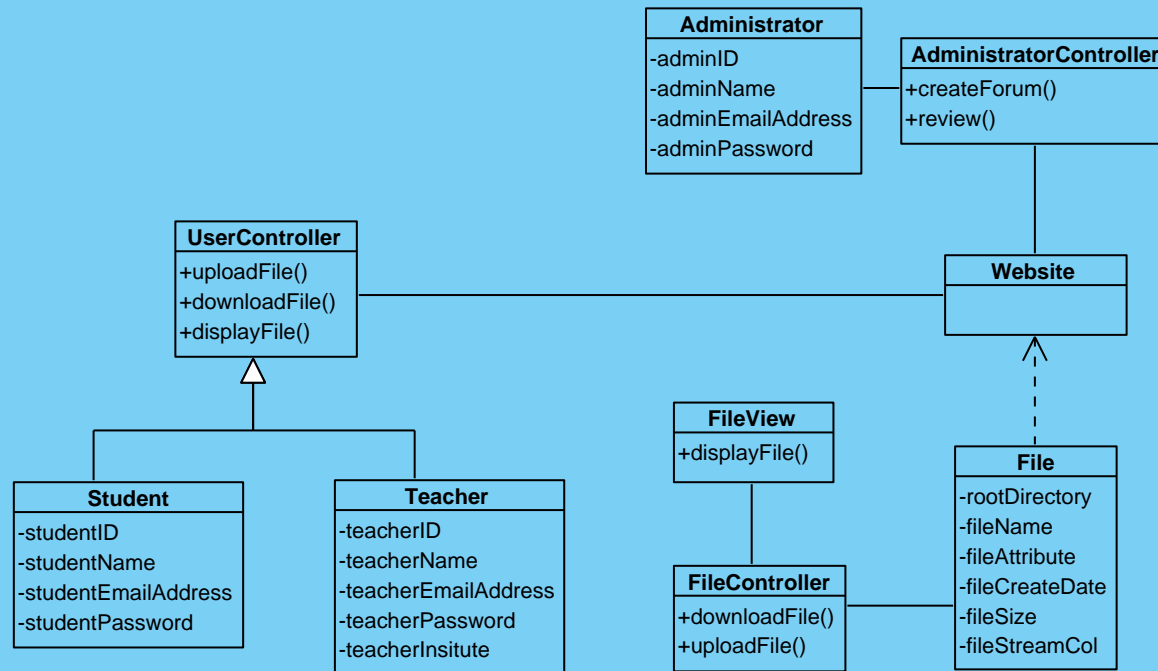 Administrator
-adminID
-adminName
-adminEmailAddress
-adminPassword
AdministratorController
+createForum()
+review()
UserController
+uploadFile()
+downloadFile()
+displayFile()
Website
FileView
+displayFile()
File
-rootDirectory
-fileName
-fileAttribute
-fileCreateDate
-fileSize
-fileStreamCol
Student
-studentID
-studentName
-studentEmailAddress
-studentPassword
Teacher
-teacherID
-teacherName
-teacherEmailAddress
-teacherPassword
-teacherInsitute
FileController
+downloadFile()
+uploadFile()